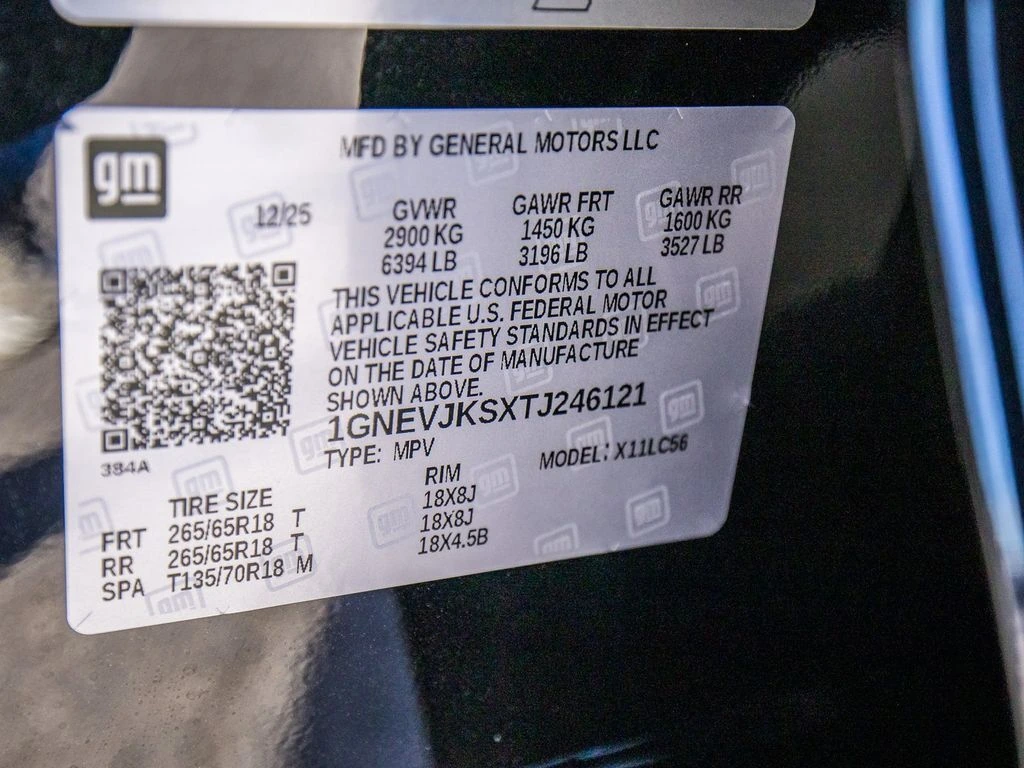 gm
MFD BY GENERAL MOTORS LLC
12/25 GVWR GAWR FRT GAWR RR
2900 KG 1450 KG 1600 KG
6394 LB 3196 LB 3527 LB
THIS VEHICLE CONFORMS TO ALL
APPLICABLE U.S. FEDERAL MOTOR
VEHICLE SAFETY STANDARDS IN EFFECT
ON THE DATE OF MANUFACTURE
SHOWN ABOVE.
1GNEVJKSXTJ246121
TYPE: MPV MODEL: X11LC56
384A
TIRE SIZE RIM
FRT 265/65R18 T 18X8J
RR 265/65R18 T 18X8J
SPA T135/70R18 M 18X4.5B